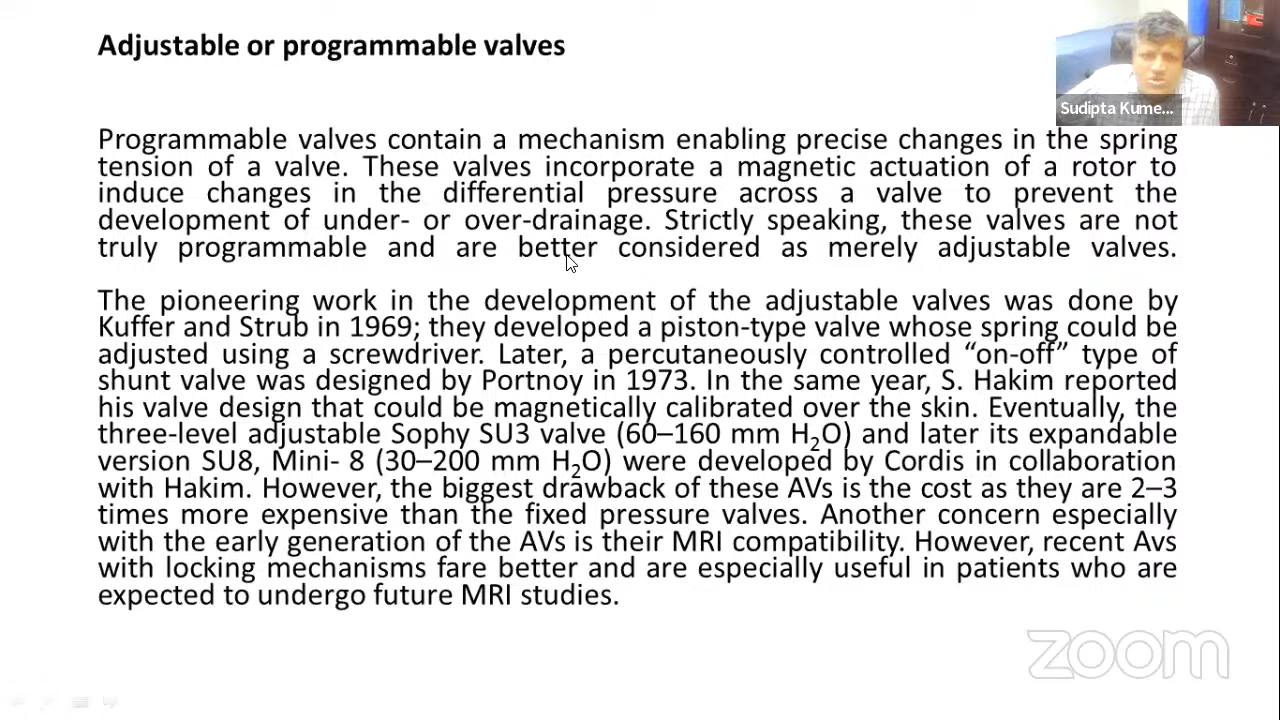 Adjustable or programmable valves
Sudipta Kume...
Programmable valves contain a mechanism enabling precise changes in the spring
tension of a valve. These valves incorporate a magnetic actuation of a rotor to
induce changes in the differential pressure across a valve to prevent the
development of under- or over-drainage. Strictly speaking, these valves are not
truly programmable and are better considered as merely adjustable valves.
The pioneering work in the development of the adjustable valves was done by
Kuffer and Strub in 1969; they developed a piston-type valve whose spring could be
adjusted using a screwdriver. Later, a percutaneously controlled “on-off” type of
shunt valve was designed by Portnoy in 1973. In the same year, S. Hakim reported
his valve design that could be magnetically calibrated over the skin. Eventually, the
three-level adjustable Sophy SU3 valve (60–160 mm H₂O) and later its expandable
version SU8, Mini- 8 (30–200 mm H₂O) were developed by Cordis in collaboration
with Hakim. However, the biggest drawback of these AVs is the cost as they are 2–3
times more expensive than the fixed pressure valves. Another concern especially
with the early generation of the AVs is their MRI compatibility. However, recent Avs
with locking mechanisms fare better and are especially useful in patients who are
expected to undergo future MRI studies.
zoom